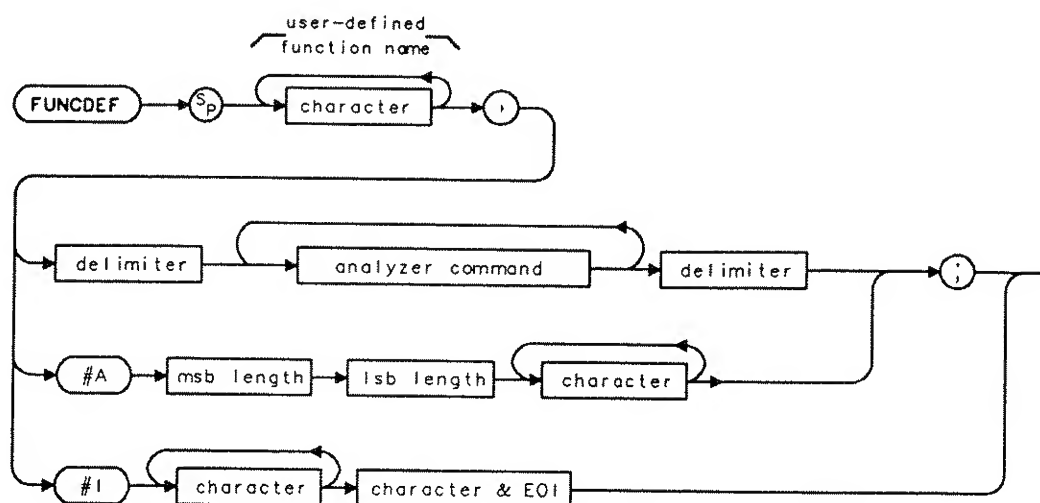 user-defined
function name
FUNCDEF
SP
character
,
delimiter
analyzer command
delimiter
;
#A
msb length
lsb length
character
#I
character
character & EOI